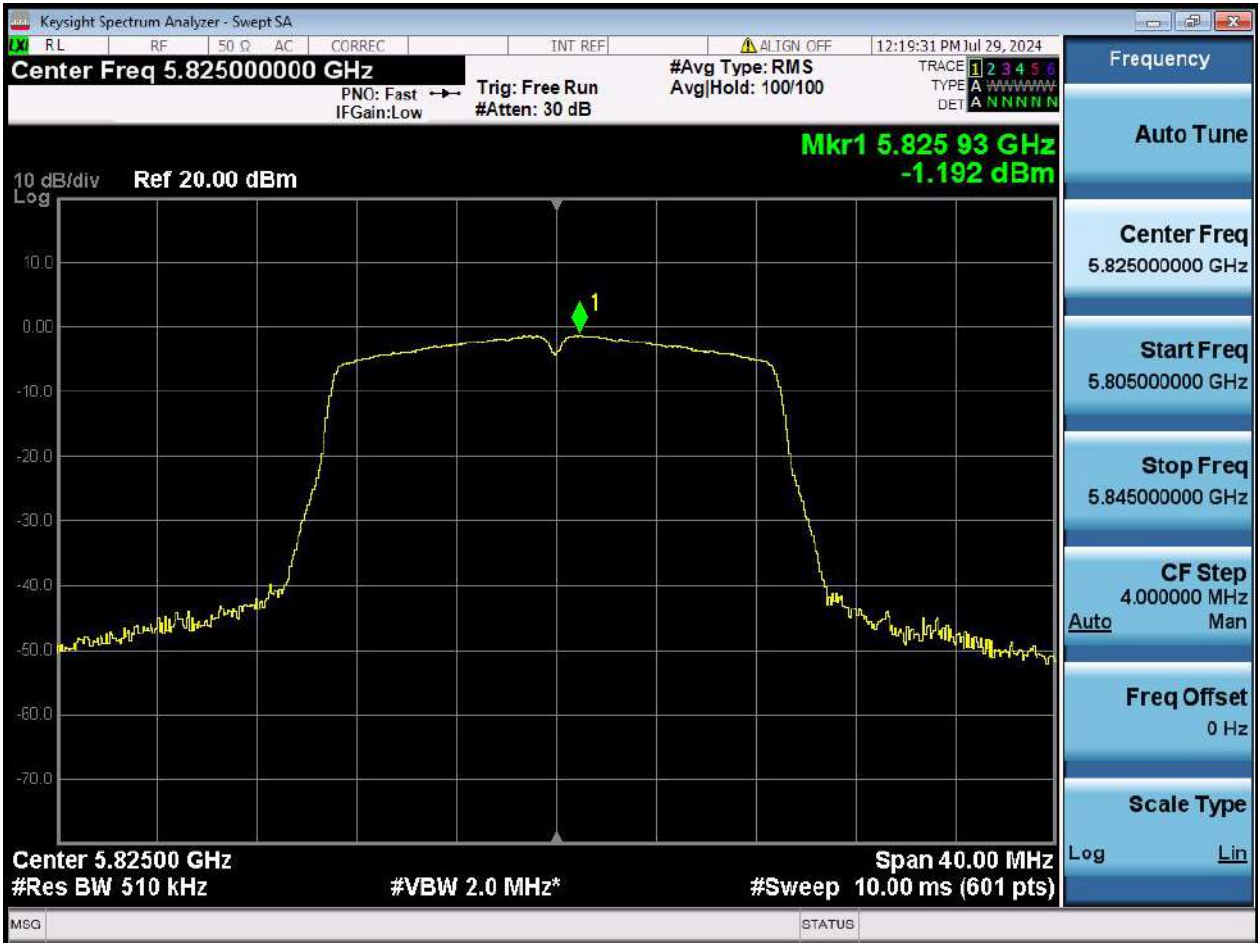 Keysight Spectrum Analyzer - Swept SA
LXI RL RF 50 Ω AC CORREC INT REF ALIGN OFF 12:19:31 PM Jul 29, 2024
Center Freq 5.825000000 GHz
PNO: Fast
IFGain:Low
Trig: Free Run
#Atten: 30 dB
#Avg Type: RMS
Avg|Hold: 100/100
TRACE 1 2 3 4 5 6
TYPE A WWWWW
DET A N N N N N
Mkr1 5.825 93 GHz
-1.192 dBm
10 dB/div Ref 20.00 dBm
Log
10.0
0.00
-10.0
-20.0
-30.0
-40.0
-50.0
-60.0
-70.0
1
Center 5.82500 GHz Span 40.00 MHz
#Res BW 510 kHz #VBW 2.0 MHz* #Sweep 10.00 ms (601 pts)
MSG STATUS
Frequency
Auto Tune
Center Freq
5.825000000 GHz
Start Freq
5.805000000 GHz
Stop Freq
5.845000000 GHz
CF Step
4.000000 MHz
Auto Man
Freq Offset
0 Hz
Scale Type
Log Lin